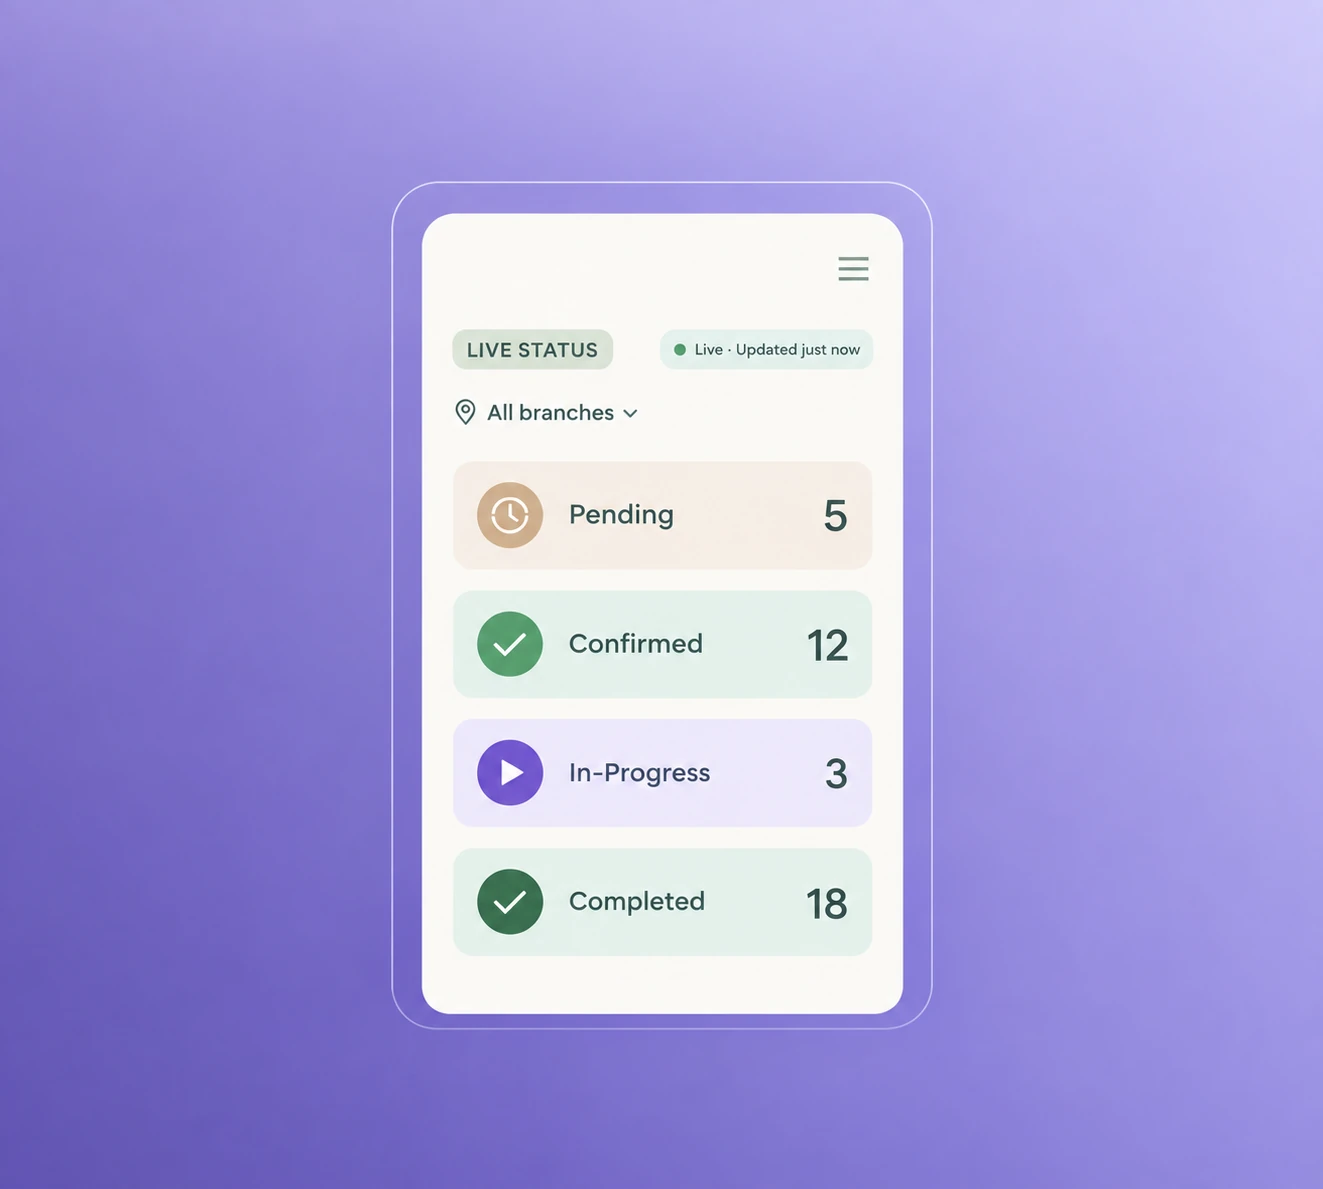 LIVE STATUS
Live · Updated just now
All branches
Pending
5
Confirmed
12
In-Progress
3
Completed
18